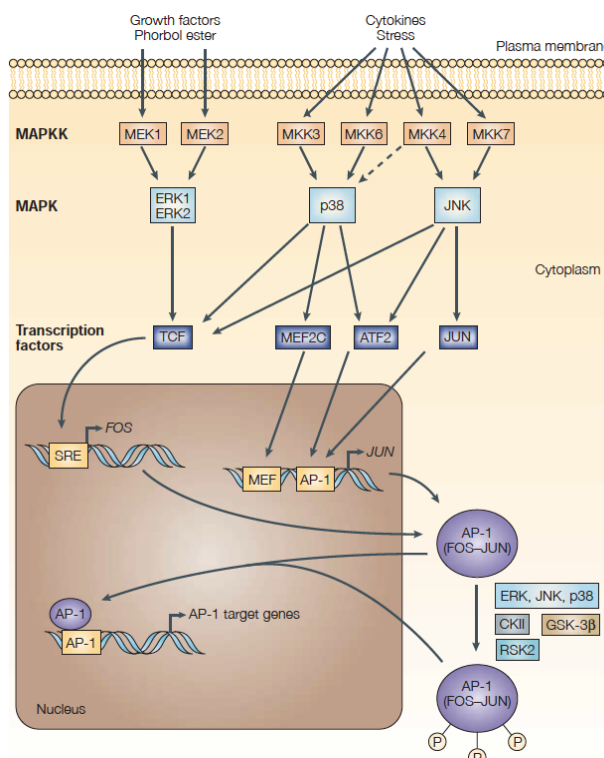 Growth factors
Phorbol ester
Cytokines
Stress
Plasma membran
MAPKK
MEK1
MEK2
MKK3
MKK6
MKK4
MKK7
MAPK
ERK1
ERK2
p38
JNK
Cytoplasm
Transcription
factors
TCF
MEF2C
ATF2
JUN
FOS
SRE
JUN
MEF
AP-1
AP-1
(FOS–JUN)
ERK, JNK, p38
CKII
GSK-3β
RSK2
AP-1
AP-1 target genes
AP-1
AP-1
(FOS–JUN)
Nucleus
P
P
P